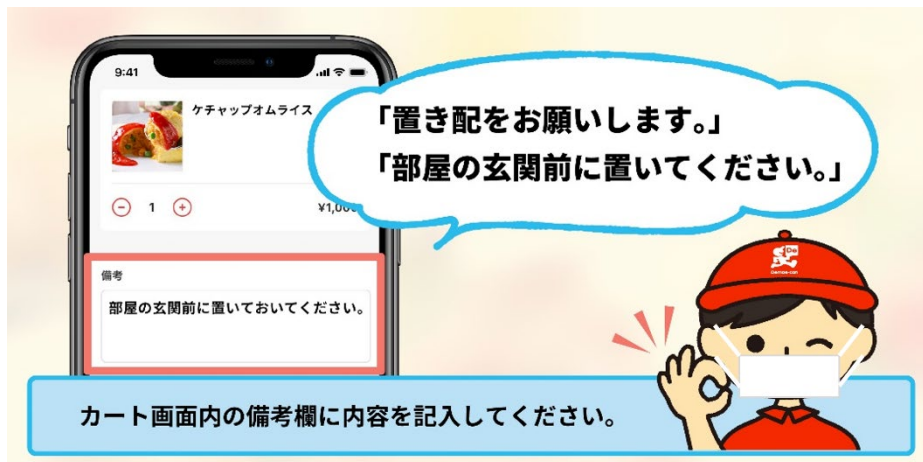 9:41
ケチャップオムライス
1
備考
部屋の玄関前に置いておいてください。
「置き配をお願いします。」
「部屋の玄関前に置いてください。」
カート画面内の備考欄に内容を記入してください。